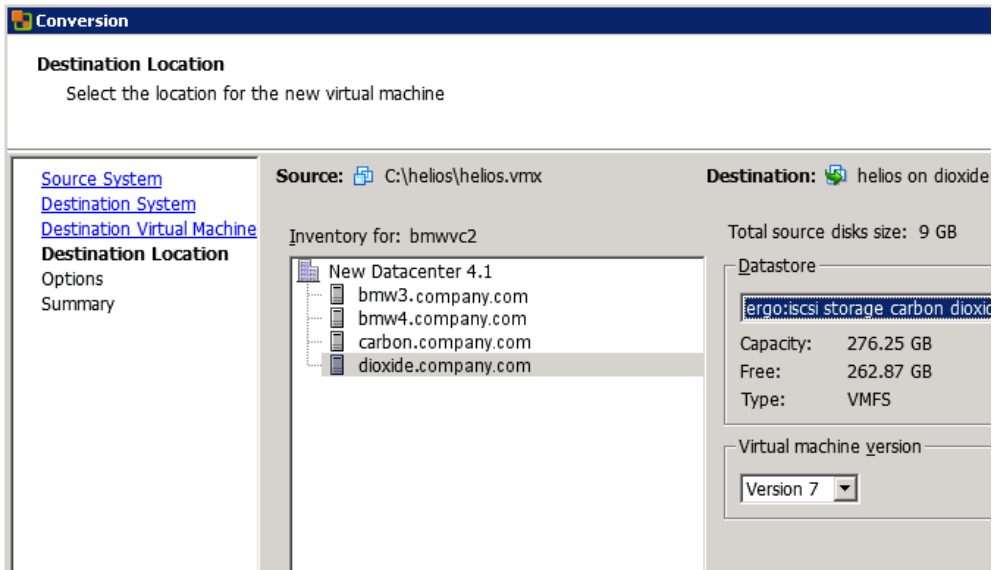 Conversion
Destination Location
Select the location for the new virtual machine
Source System
Destination System
Destination Virtual Machine
Destination Location
Options
Summary
Source: C:\helios\helios.vmx
Destination: helios on dioxide
Inventory for: bmwvc2
New Datacenter 4.1
bmw3.company.com
bmw4.company.com
carbon.company.com
dioxide.company.com
Total source disks size: 9 GB
Datastore
ergo:iscsi storage carbon
Capacity: 276.25 GB
Free: 262.87 GB
Type: VMFS
Virtual machine version
Version 7